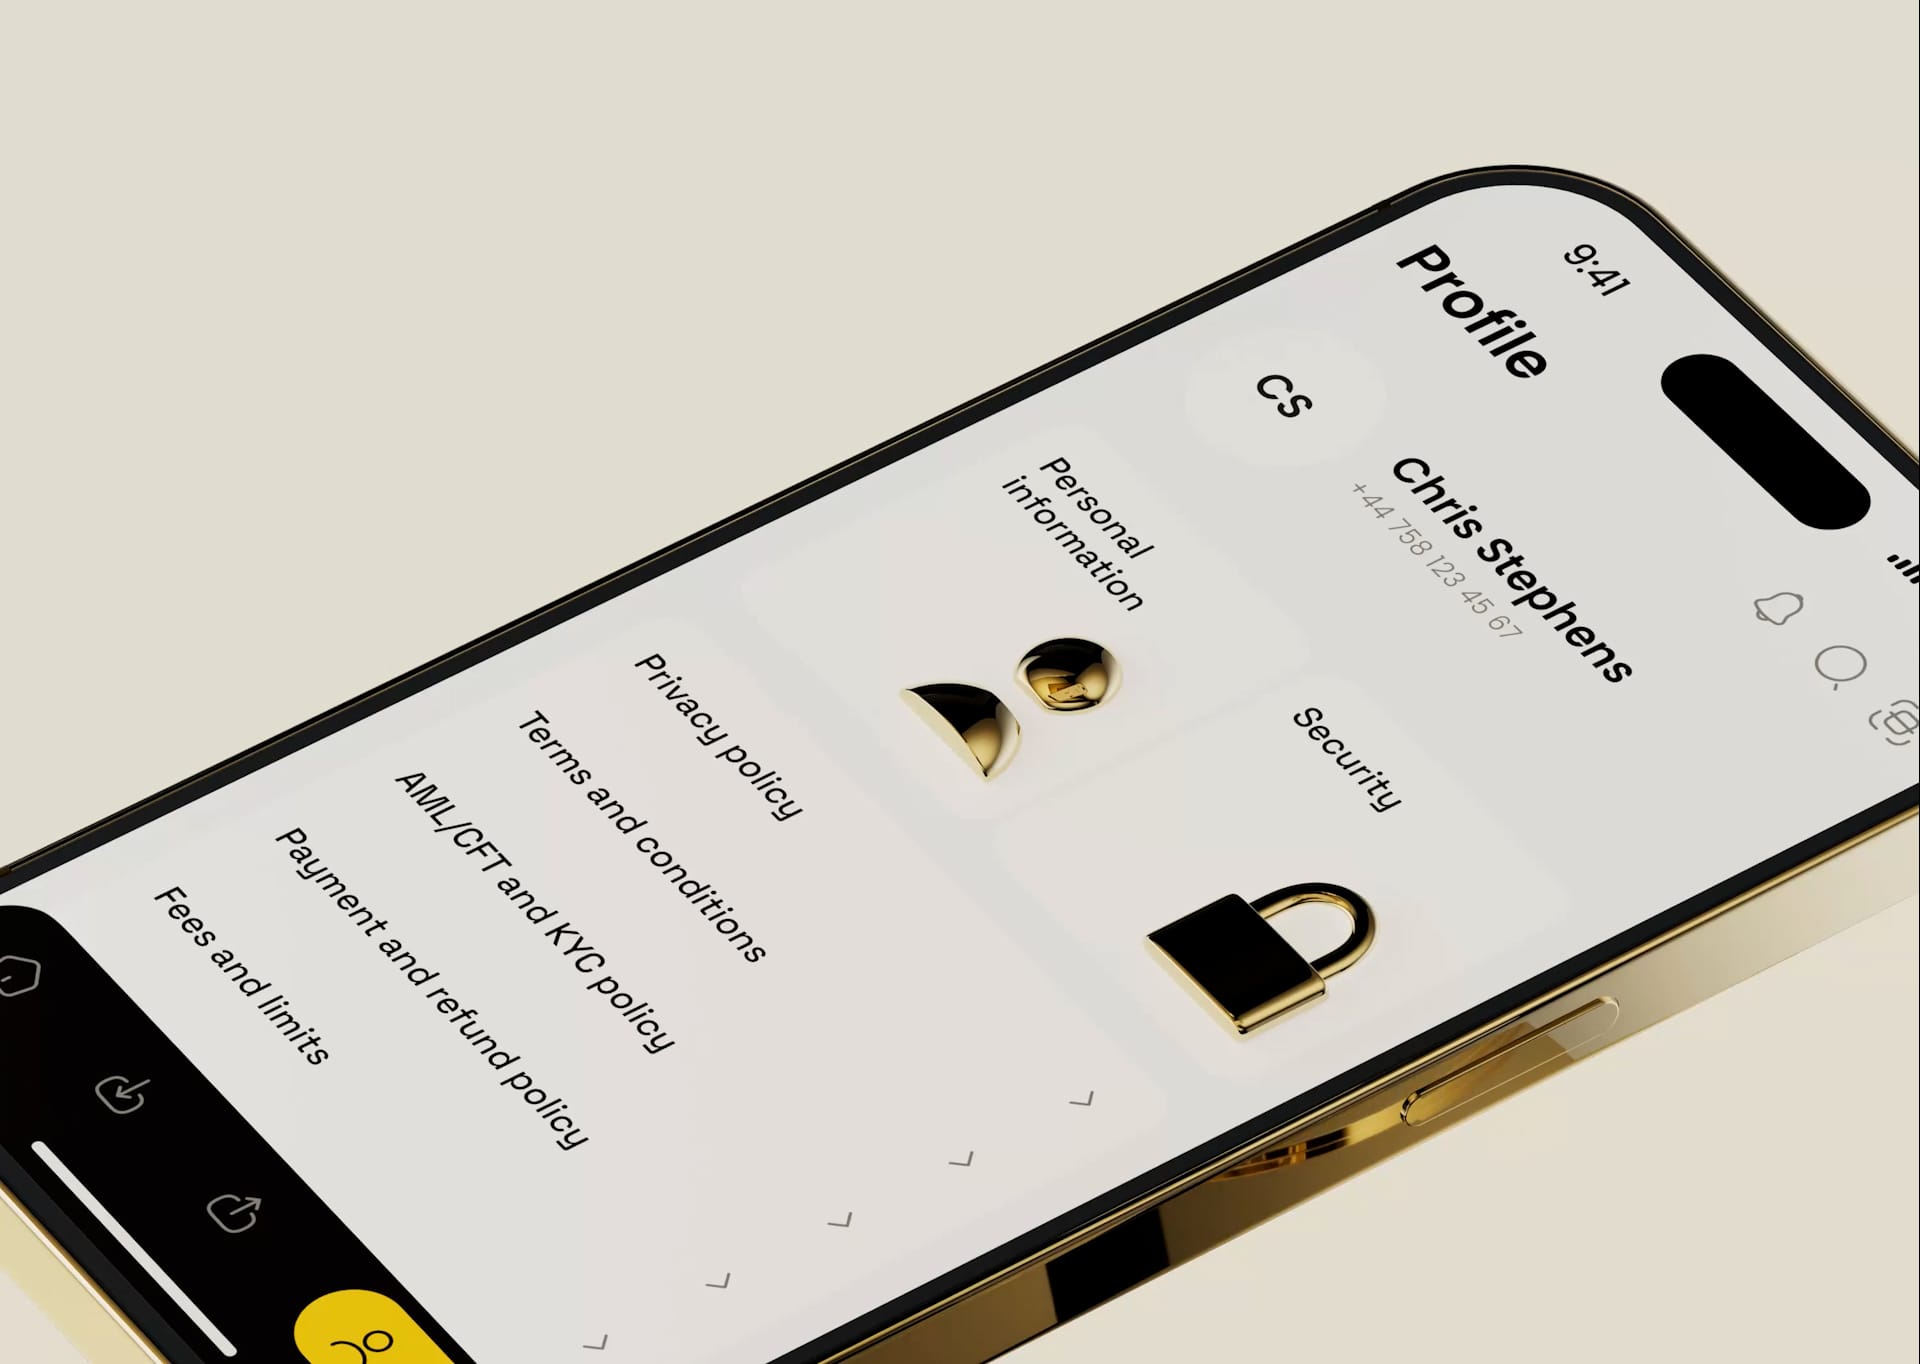 9:41
Profile
CS
Chris Stephens
+44 758 123 45 67
Personal
information
Security
Privacy policy
Terms and conditions
AML/CFT and KYC policy
Payment and refund policy
Fees and limits